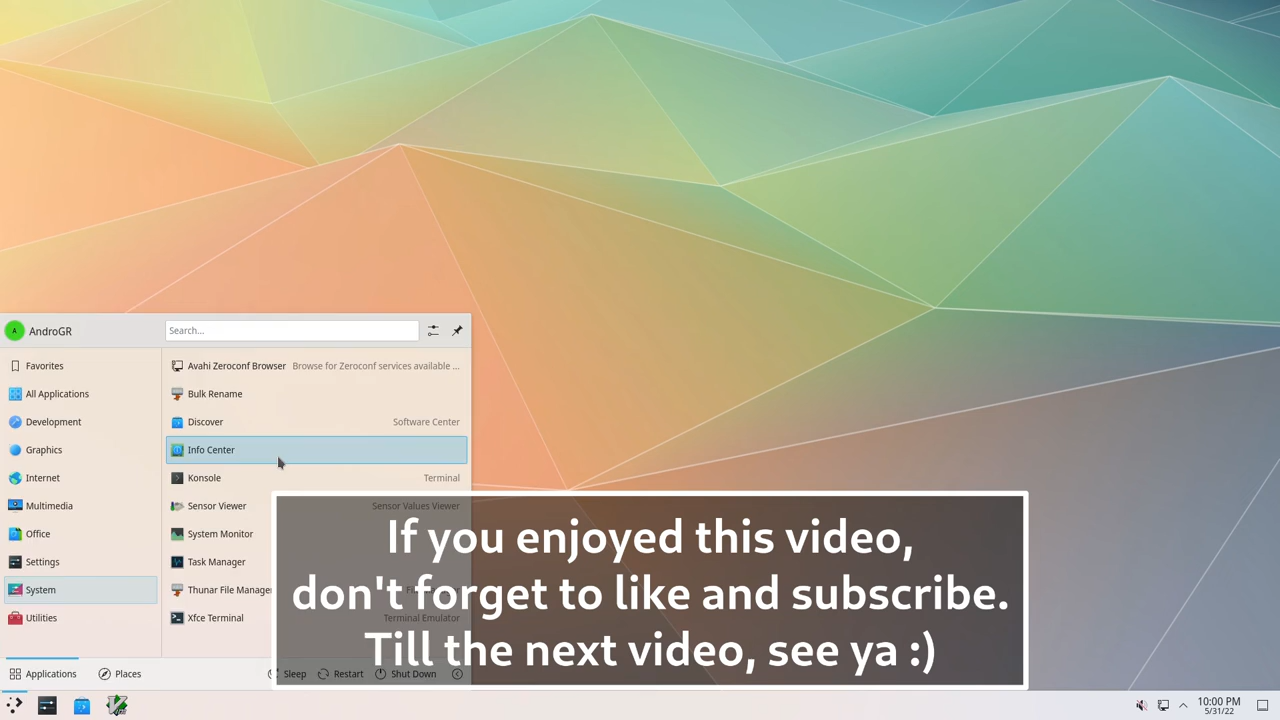 AndroGR
Search...
Favorites
All Applications
Development
Graphics
Internet
Multimedia
Office
Settings
System
Utilities
Avahi Zeroconf Browser Browse for Zeroconf services available ...
Bulk Rename
Discover Software Center
Info Center
Konsole Terminal
Sensor Viewer Sensor Values Viewer
System Monitor
Task Manager
Thunar File Manager
Xfce Terminal Terminal Emulator
If you enjoyed this video,
don't forget to like and subscribe.
Till the next video, see ya :)
Applications
Places
Sleep
Restart
Shut Down
10:00 PM
5/31/22